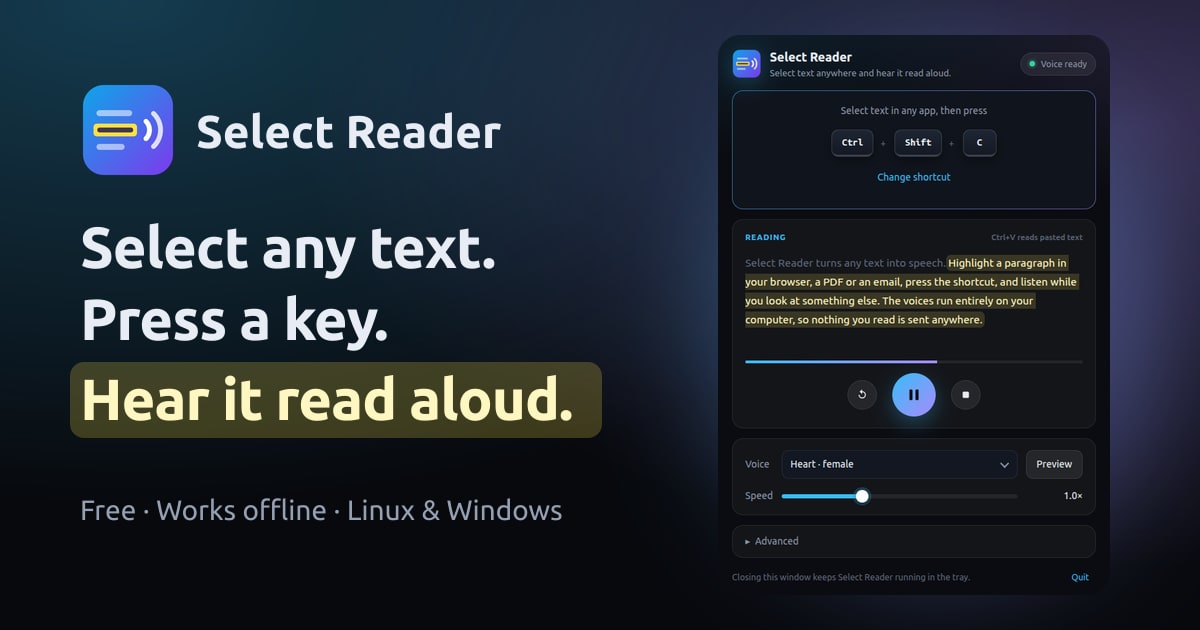 Select Reader
Select any text.
Press a key.
Hear it read aloud.
Free · Works offline · Linux & Windows
Select Reader
Select text anywhere and hear it read aloud.
Voice ready
Select text in any app, then press
Ctrl + Shift + C
Change shortcut
READING
Ctrl+V reads pasted text
Select Reader turns any text into speech. Highlight a paragraph in
your browser, a PDF or an email, press the shortcut, and listen while
you look at something else. The voices run entirely on your
computer, so nothing you read is sent anywhere.
Voice
Heart · female
Preview
Speed
1.0×
Advanced
Closing this window keeps Select Reader running in the tray.
Quit